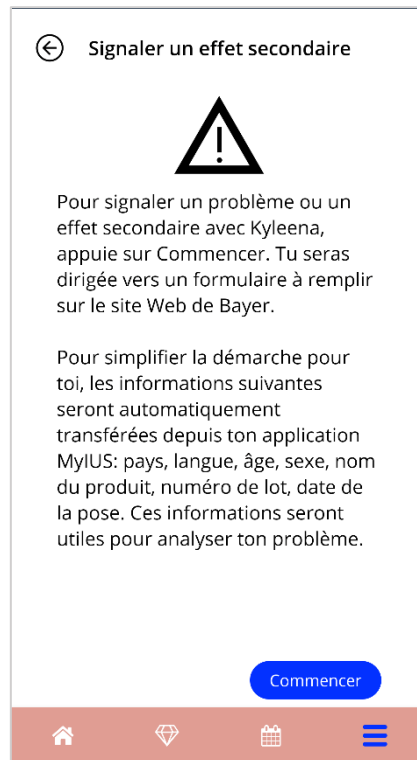 Signaler un effet secondaire
Pour signaler un problème ou un
effet secondaire avec Kyleena,
appuie sur Commencer. Tu seras
dirigée vers un formulaire à remplir
sur le site Web de Bayer.
Pour simplifier la démarche pour
toi, les informations suivantes
seront automatiquement
transférées depuis ton application
MyIUS: pays, langue, âge, sexe, nom
du produit, numéro de lot, date de
la pose. Ces informations seront
utiles pour analyser ton problème.
Commencer